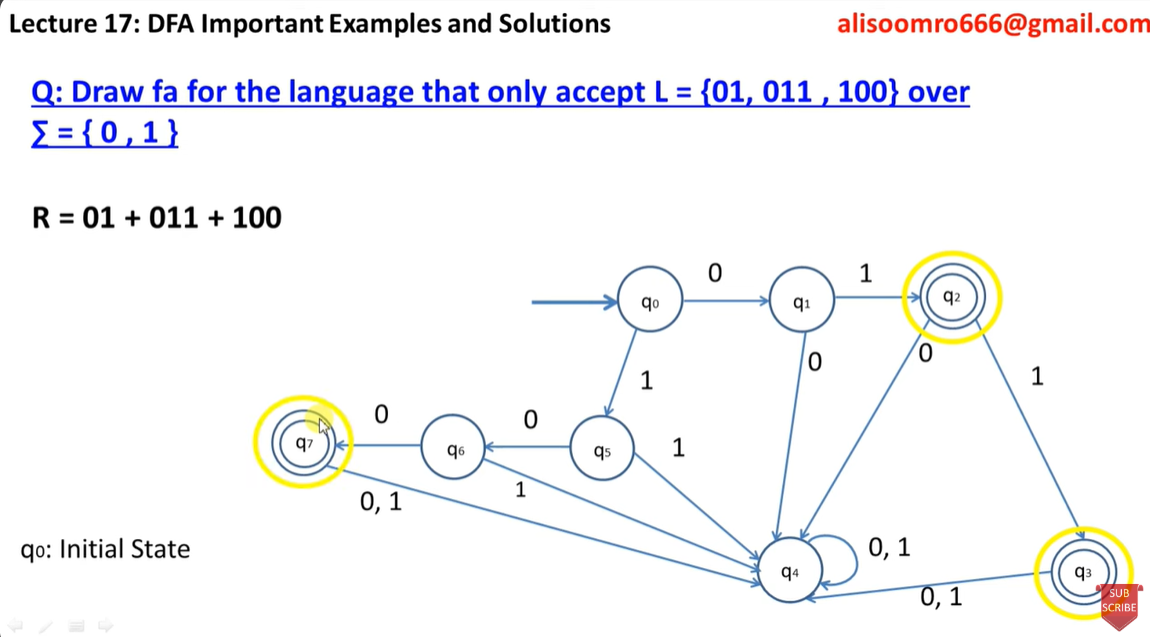 Lecture 17: DFA Important Examples and Solutions
alisoomro666@gmail.com
Q: Draw fa for the language that only accept L = {01, 011 , 100} over
∑ = { 0 , 1 }
R = 01 + 011 + 100
0
1
q0
q1
q2
0
0
1
1
0
0
1
q7
q6
q5
1
0, 1
q0: Initial State
0, 1
q4
q3
0, 1
SUB
SCRIBE